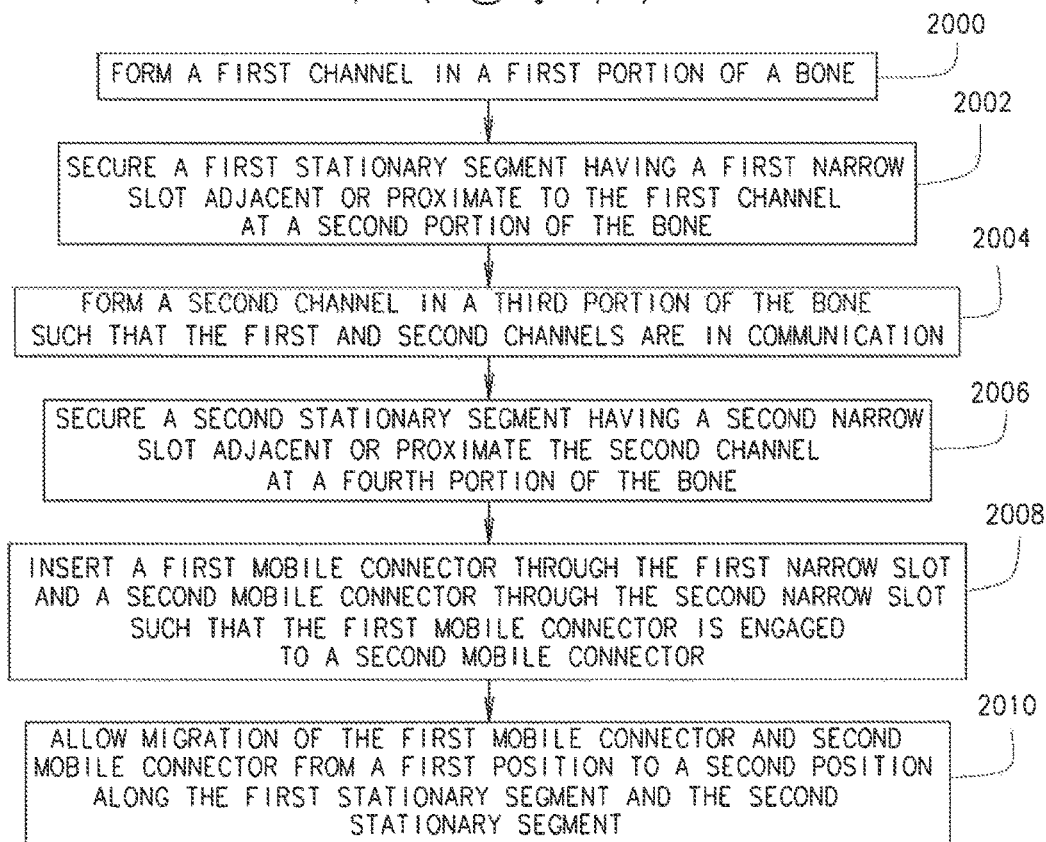 2000
FORM A FIRST CHANNEL IN A FIRST PORTION OF A BONE
2002
SECURE A FIRST STATIONARY SEGMENT HAVING A FIRST NARROW
SLOT ADJACENT OR PROXIMATE TO THE FIRST CHANNEL
AT A SECOND PORTION OF THE BONE
2004
FORM A SECOND CHANNEL IN A THIRD PORTION OF THE BONE
SUCH THAT THE FIRST AND SECOND CHANNELS ARE IN COMMUNICATION
2006
SECURE A SECOND STATIONARY SEGMENT HAVING A SECOND NARROW
SLOT ADJACENT OR PROXIMATE THE SECOND CHANNEL
AT A FOURTH PORTION OF THE BONE
2008
INSERT A FIRST MOBILE CONNECTOR THROUGH THE FIRST NARROW SLOT
AND A SECOND MOBILE CONNECTOR THROUGH THE SECOND NARROW SLOT
SUCH THAT THE FIRST MOBILE CONNECTOR IS ENGAGED
TO A SECOND MOBILE CONNECTOR
2010
ALLOW MIGRATION OF THE FIRST MOBILE CONNECTOR AND SECOND
MOBILE CONNECTOR FROM A FIRST POSITION TO A SECOND POSITION
ALONG THE FIRST STATIONARY SEGMENT AND THE SECOND
STATIONARY SEGMENT